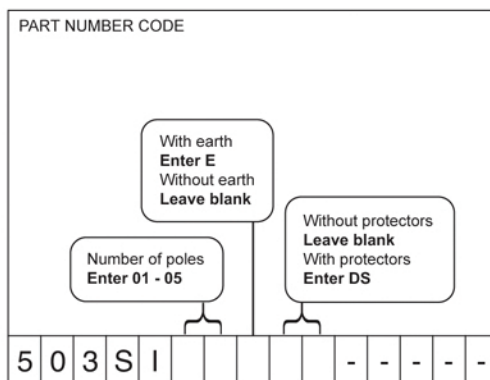 PART NUMBER CODE
With earth
Enter E
Without earth
Leave blank
Without protectors
Leave blank
With protectors
Enter DS
Number of poles
Enter 01 - 05
5 0 3 S I - - - - -